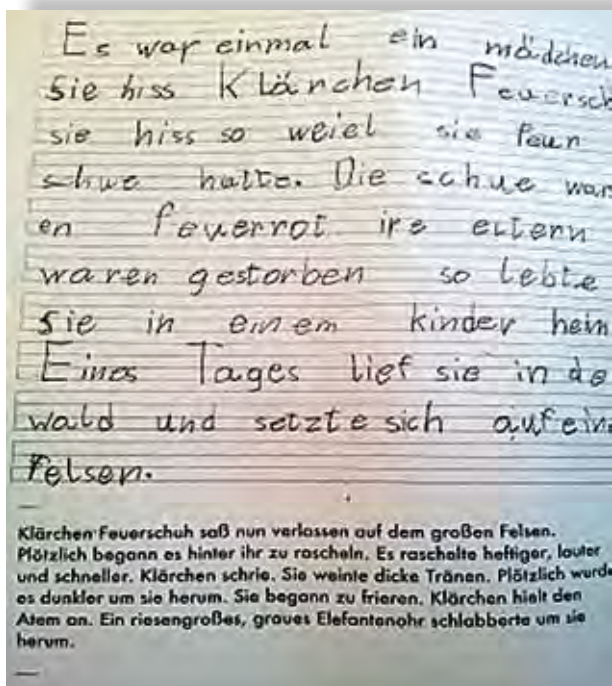 Es war einmal ein mädchen
sie hiss Klärchen Feuersch
sie hiss so weiel sie feur
schue hatte. Die schue war
en feuerrot ire eltern
waren gestorben so lebte
sie in einem kinder heim
Eines Tages lief sie in de
wald und setzte sich auf ein
felsen.
Klärchen Feuerschuh saß nun verlassen auf dem großen Felsen.
Plötzlich begann es hinter ihr zu rascheln. Es raschelte heftiger, lauter
und schneller. Klärchen schrie. Sie weinte dicke Tränen. Plötzlich wurde
es dunkler um sie herum. Sie begann zu frieren. Klärchen hielt den
Atem an. Ein riesengroßes, graues Elefantenohr schlabberte um sie
herum.